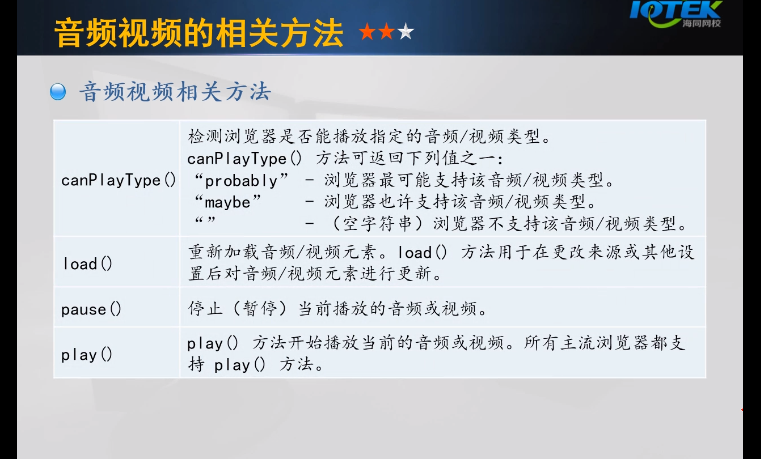 音频视频的相关方法
IOTEK
海同网校
音频视频相关方法
canPlayType()
检测浏览器是否能播放指定的音频/视频类型。
canPlayType() 方法可返回下列值之一:
“probably” - 浏览器最可能支持该音频/视频类型。
“maybe” - 浏览器也许支持该音频/视频类型。
“” - （空字符串）浏览器不支持该音频/视频类型。
load()
重新加载音频/视频元素。load() 方法用于在更改来源或其他设
置后对音频/视频元素进行更新。
pause()
停止（暂停）当前播放的音频或视频。
play()
play() 方法开始播放当前的音频或视频。所有主流浏览器都支
持 play() 方法。